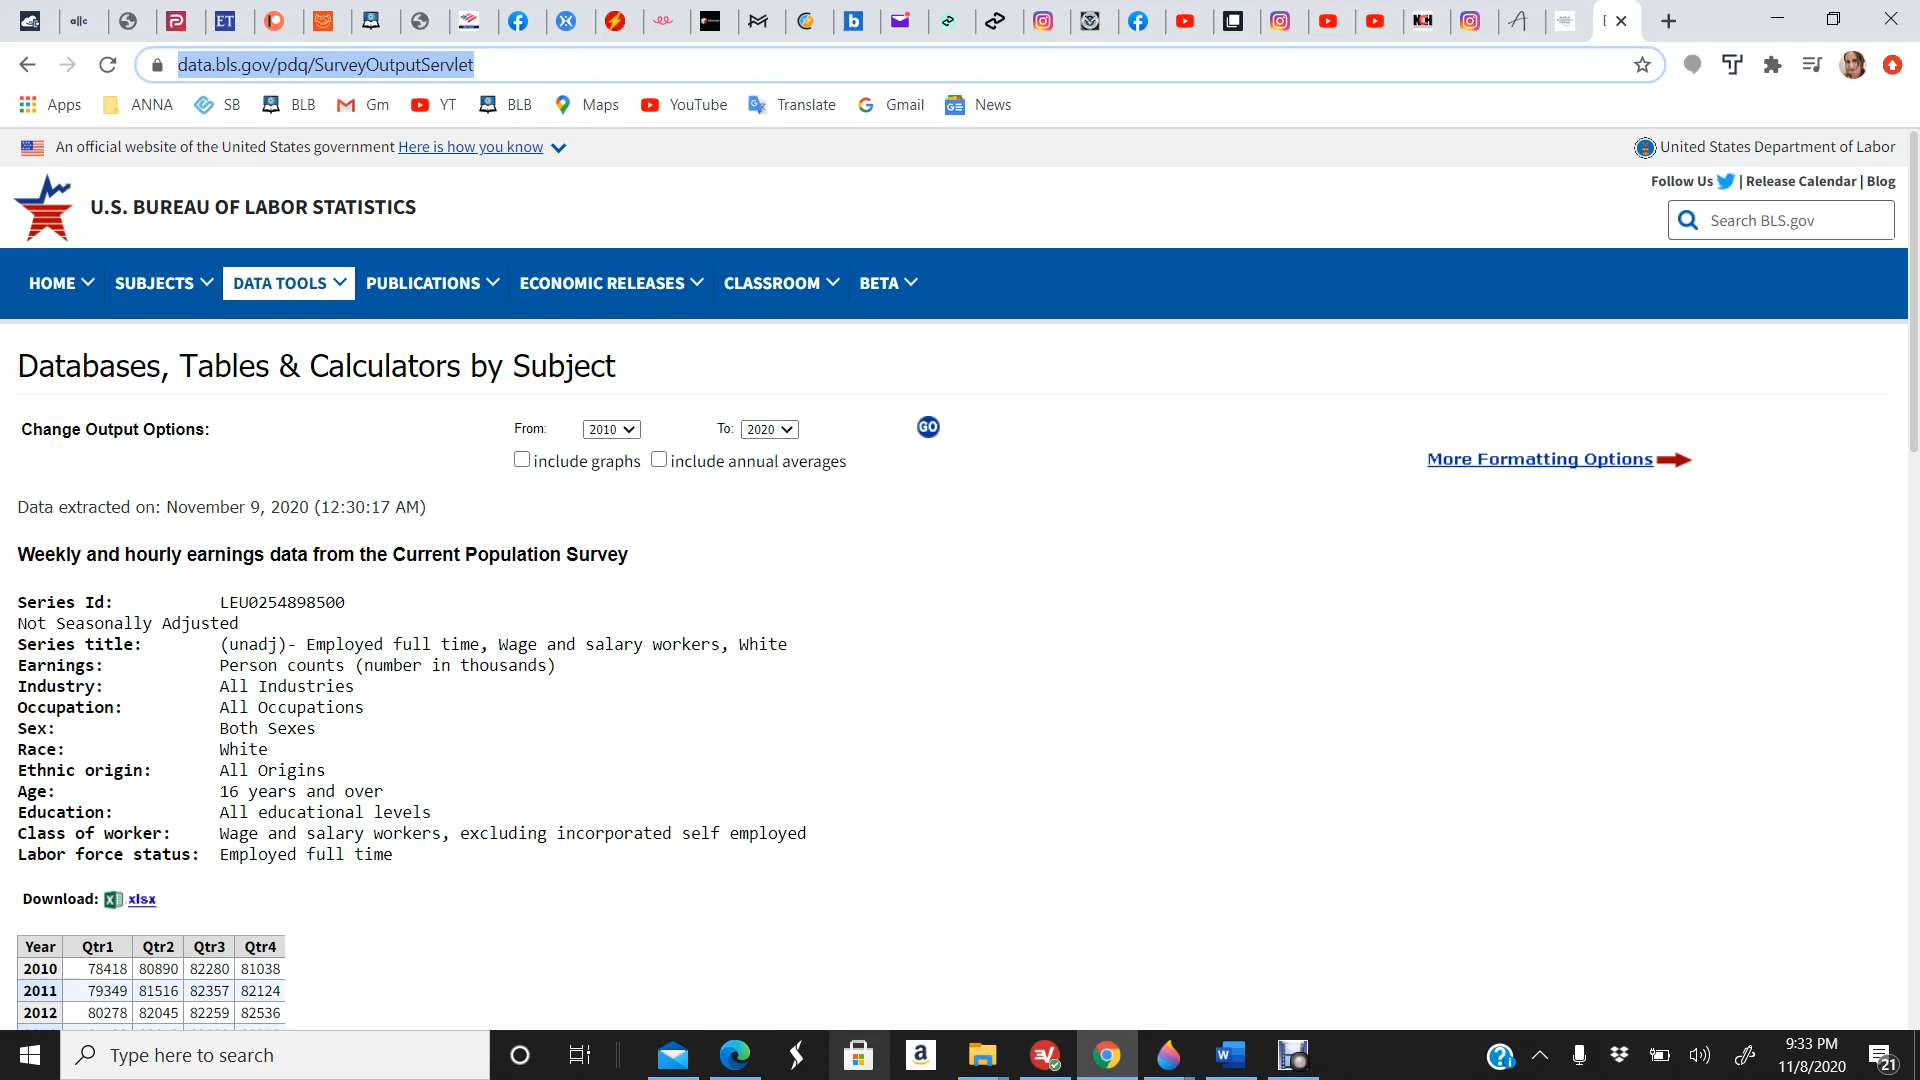 data.bls.gov/pdq/SurveyOutputServlet
Apps ANNA SB BLB Gm YT BLB Maps YouTube Translate Gmail News
An official website of the United States government Here is how you know
United States Department of Labor
U.S. BUREAU OF LABOR STATISTICS
Follow Us | Release Calendar | Blog
Search BLS.gov
HOME SUBJECTS DATA TOOLS PUBLICATIONS ECONOMIC RELEASES CLASSROOM BETA
Databases, Tables & Calculators by Subject
Change Output Options: From: 2010 To: 2020 GO
include graphs include annual averages
More Formatting Options
Data extracted on: November 9, 2020 (12:30:17 AM)
Weekly and hourly earnings data from the Current Population Survey
Series Id: LEU0254898500
Not Seasonally Adjusted
Series title: (unadj)- Employed full time, Wage and salary workers, White
Earnings: Person counts (number in thousands)
Industry: All Industries
Occupation: All Occupations
Sex: Both Sexes
Race: White
Ethnic origin: All Origins
Age: 16 years and over
Education: All educational levels
Class of worker: Wage and salary workers, excluding incorporated self employed
Labor force status: Employed full time
Download: xlsx
Year Qtr1 Qtr2 Qtr3 Qtr4
2010 78418 80890 82280 81038
2011 79349 81516 82357 82124
2012 80278 82045 82259 82536
Type here to search
9:33 PM
11/8/2020
21